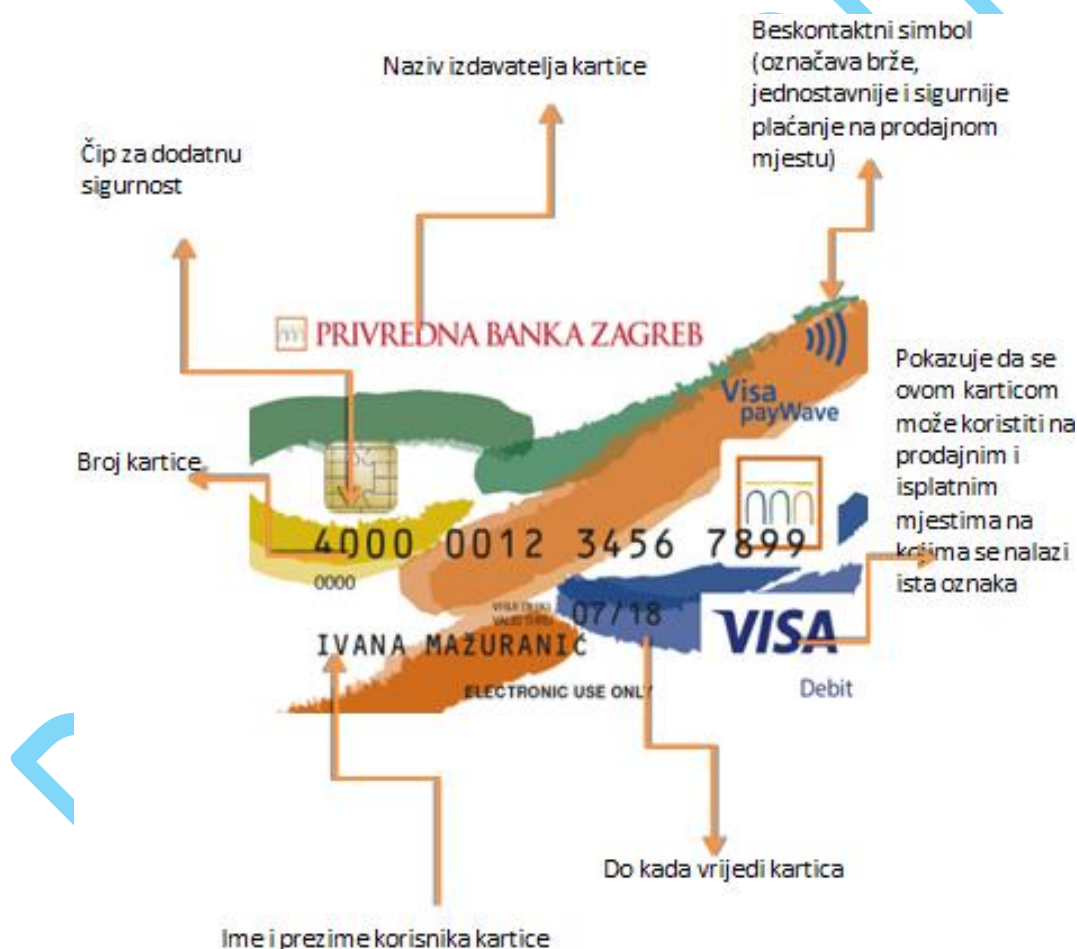 Beskontaktni simbol
(označava brže,
jednostavnije i sigurnije
plaćanje na prodajnom
mjestu)
Naziv izdavatelja kartice
Čip za dodatnu
sigurnost
PRIVREDNA BANKA ZAGREB
Visa
payWave
Pokazuje da se
ovom karticom
može koristiti na
prodajnim i
isplatnim
mjestima na
kojima se nalazi
ista oznaka
Broj kartice
4000 0012 3456 7899
0000
VALID THRU
07/18
IVANA MAŽURANIĆ
VISA
ELECTRONIC USE ONLY
Debit
Do kada vrijedi kartica
Ime i prezime korisnika kartice